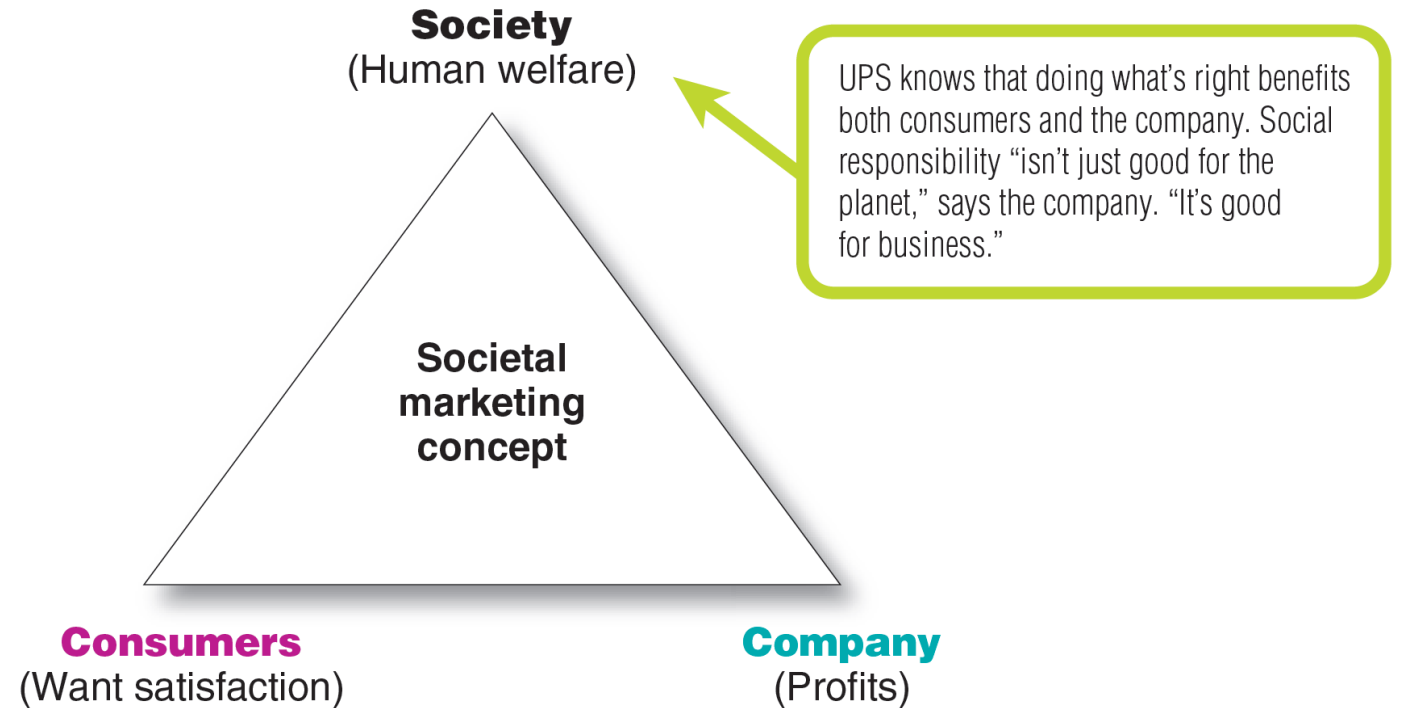 Society
(Human welfare)
UPS knows that doing what’s right benefits
both consumers and the company. Social
responsibility “isn’t just good for the
planet,” says the company. “It’s good
for business.”
Societal
marketing
concept
Consumers
(Want satisfaction)
Company
(Profits)